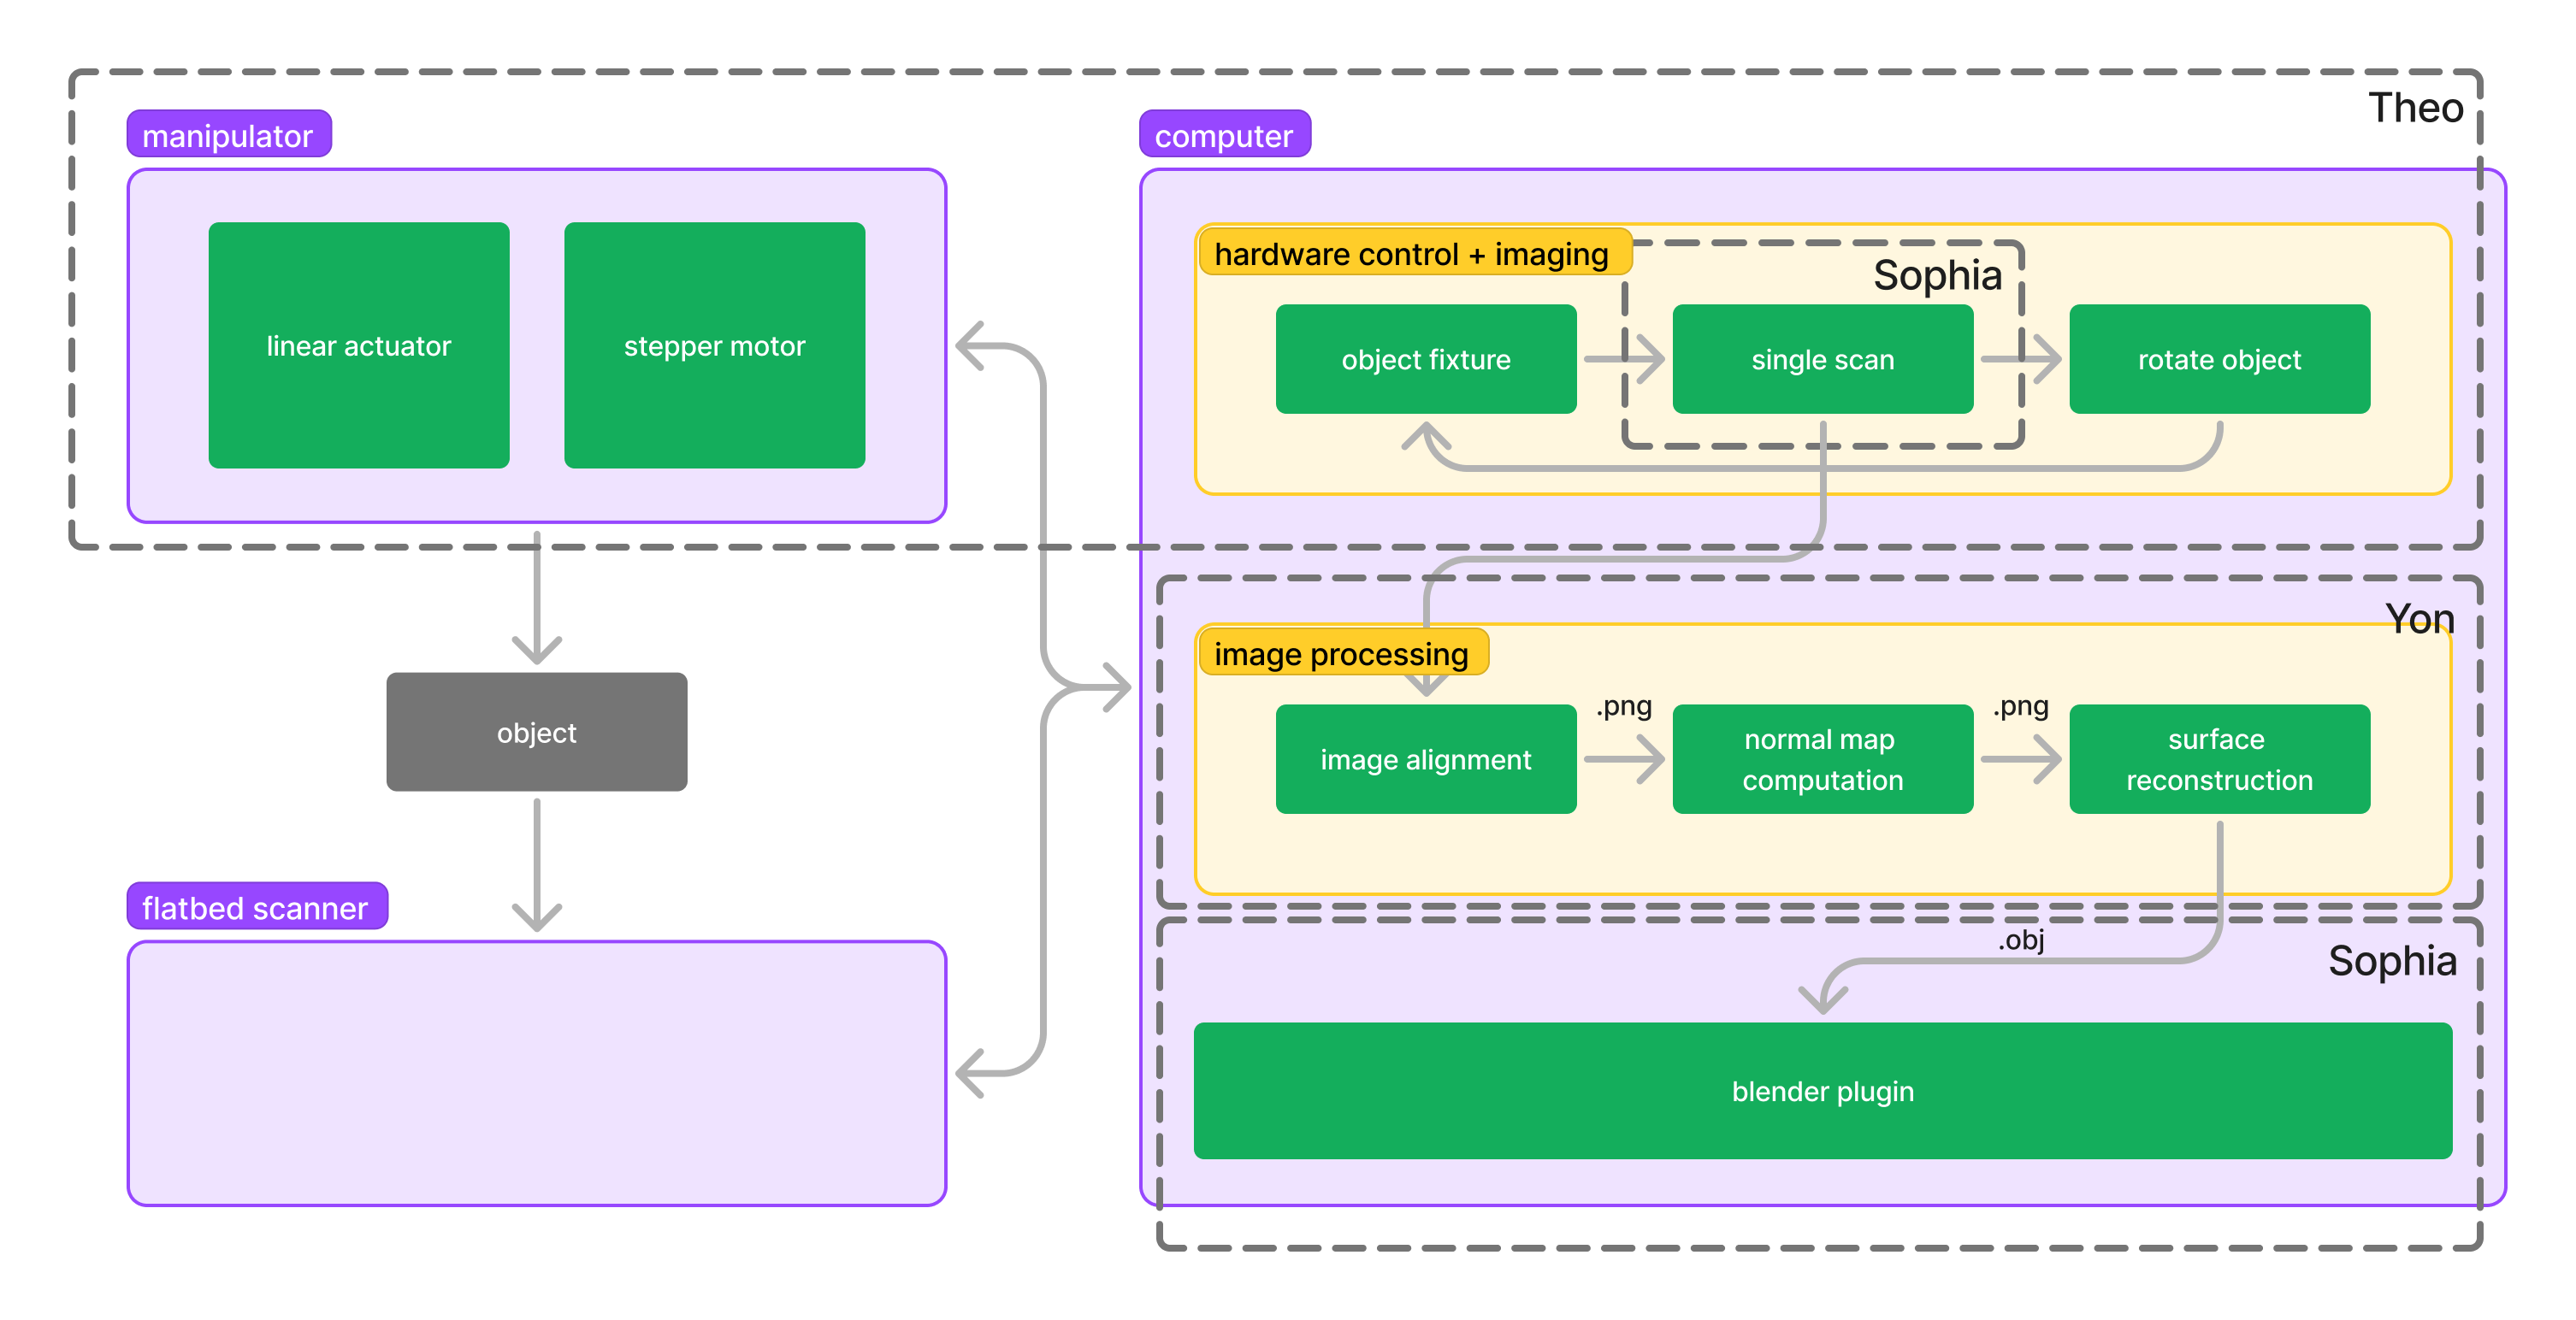 Theo
manipulator
computer
linear actuator
stepper motor
hardware control + imaging
Sophia
object fixture
single scan
rotate object
object
Yon
image processing
.png
.png
image alignment
normal map
computation
surface
reconstruction
flatbed scanner
.obj
Sophia
blender plugin